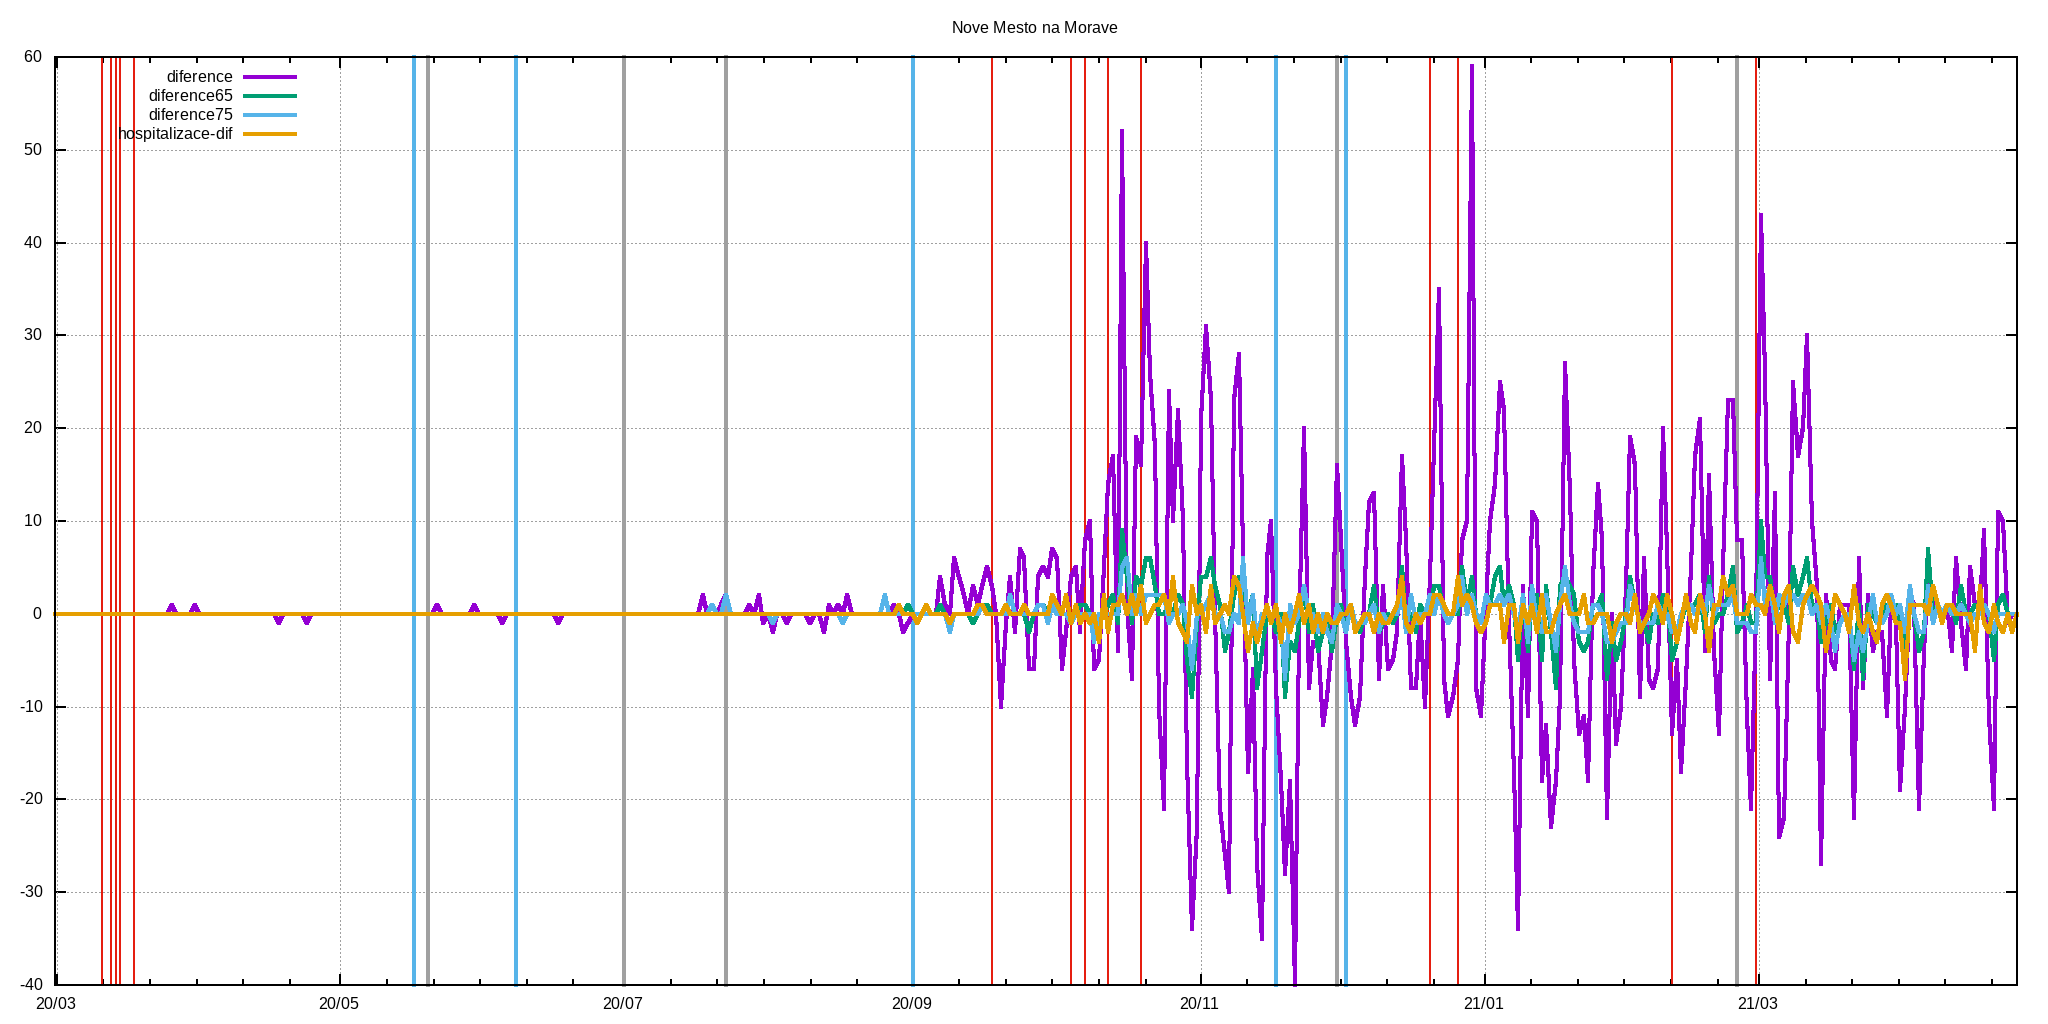 Nove Mesto na Morave
60
diference
diference65
diference75
hospitalizace-dif
50
40
30
20
10
0
-10
-20
-30
-40
20/03 20/05 20/07 20/09 20/11 21/01 21/03